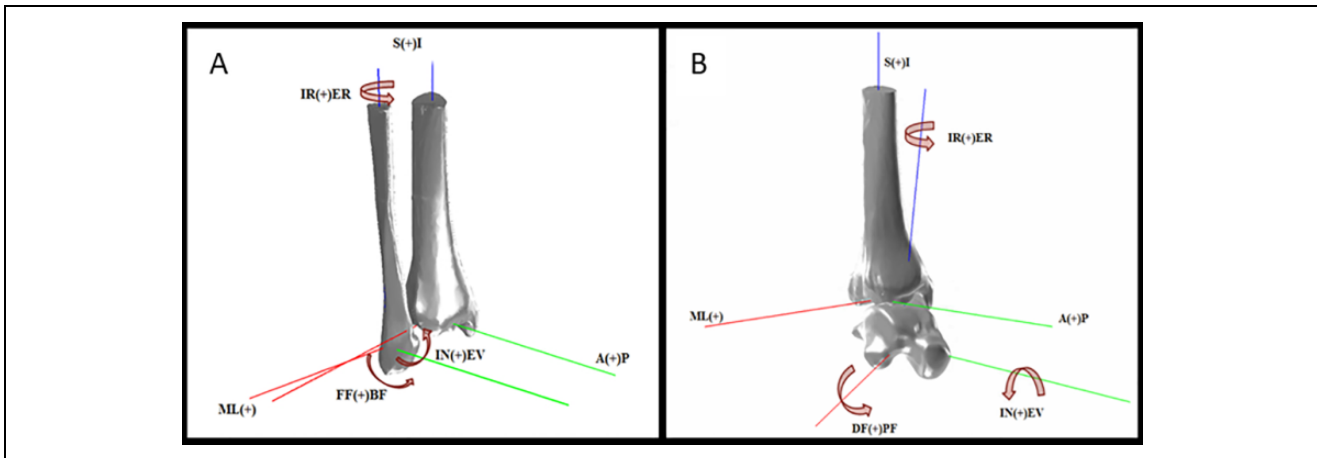 A
S(+)I
IR(+)ER
A(+)P
IN(+)EV
FF(+)BF
ML(+)
B
S(+)I
IR(+)ER
ML(+)
A(+)P
IN(+)EV
DF(+)PF